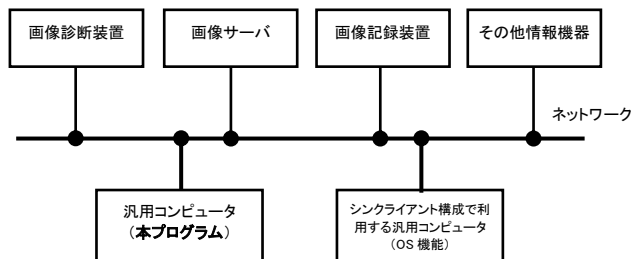 画像診断装置
画像サーバ
画像記録装置
その他情報機器
ネットワーク
汎用コンピュータ
（本プログラム）
シンクライアント構成で利
用する汎用コンピュータ
（OS 機能）